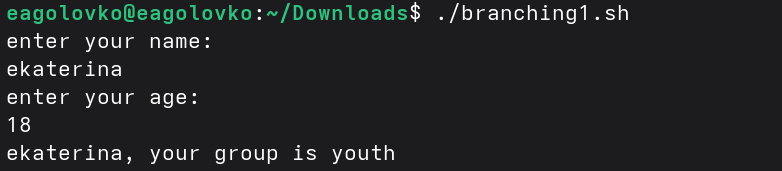 eagolovko@eagolovko:~/Downloads$ ./branching1.sh
enter your name:
ekaterina
enter your age:
18
ekaterina, your group is youth